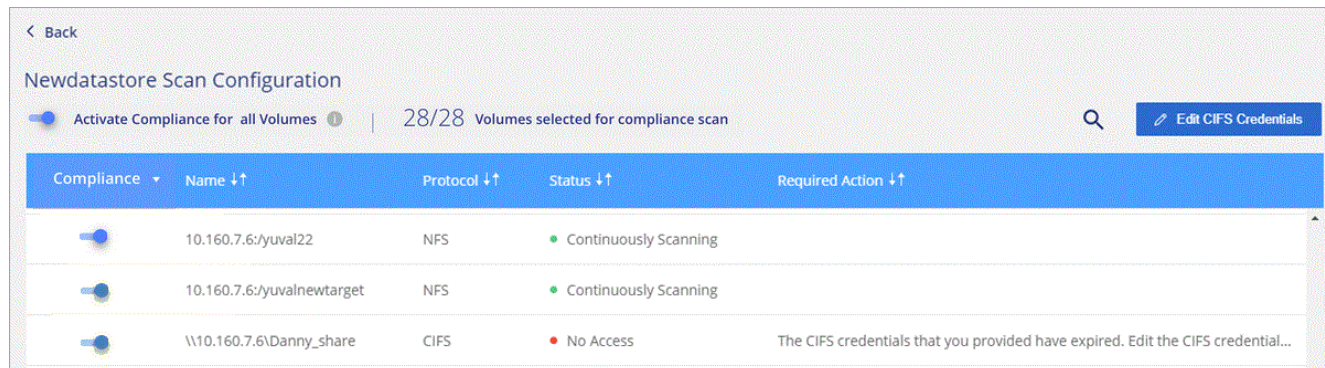 Back
Newdatastore Scan Configuration
Activate Compliance for all Volumes i | 28/28 Volumes selected for compliance scan Edit CIFS Credentials
Compliance Name Protocol Status Required Action
10.160.7.6:/yuval22 NFS Continuously Scanning
10.160.7.6:/yuvalnewtarget NFS Continuously Scanning
\\10.160.7.6\Danny_share CIFS No Access The CIFS credentials that you provided have expired. Edit the CIFS credential...